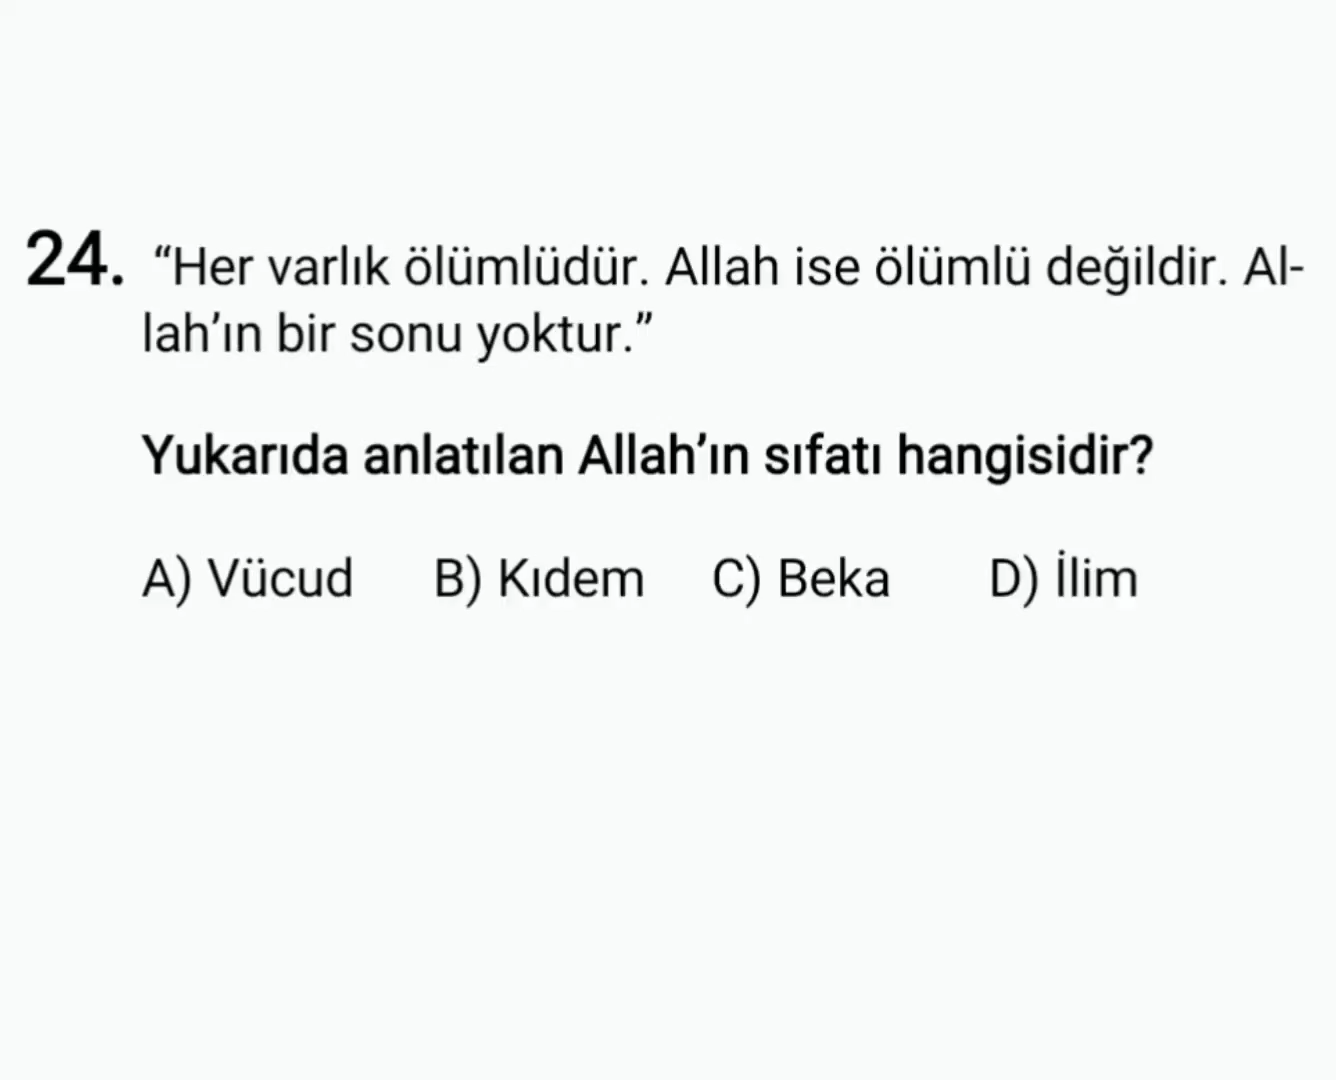 24. “Her varlık ölümlüdür. Allah ise ölümlü değildir. Al-
lah’ın bir sonu yoktur.”
Yukarıda anlatılan Allah’ın sıfatı hangisidir?
A) Vücud B) Kıdem C) Beka D) İlim